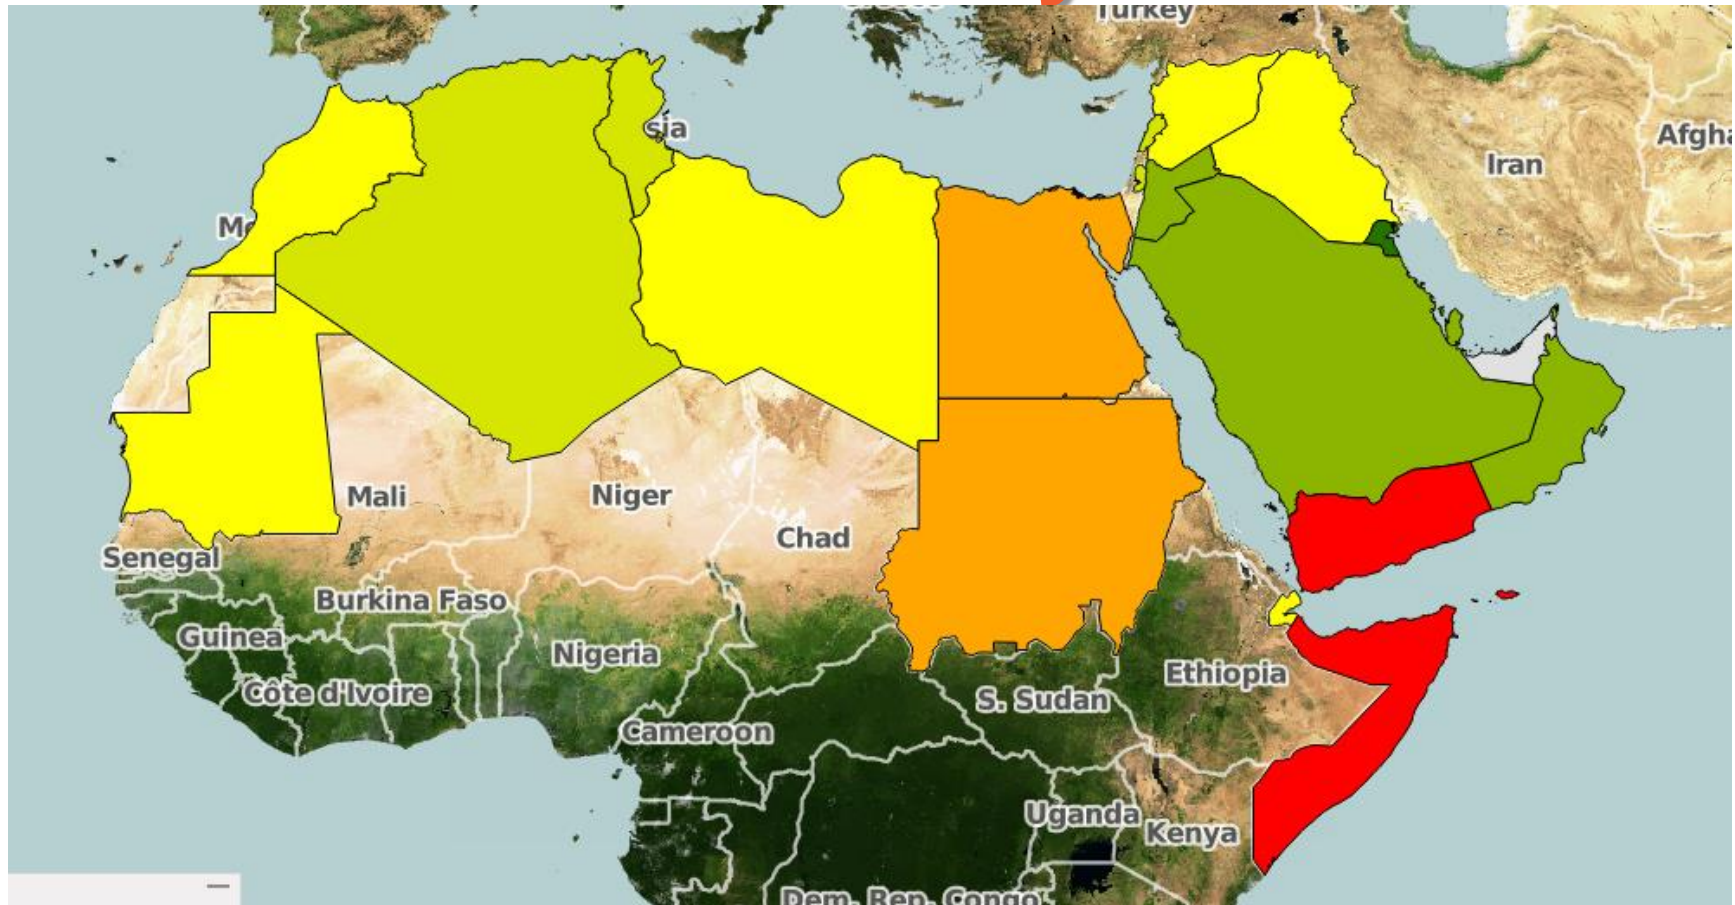 Turkey
sia
Afgha
Iran
Mo
Mali
Niger
Chad
Senegal
Burkina Faso
Guinea
Nigeria
Ethiopia
Côte d'Ivoire
S. Sudan
Cameroon
Uganda
Kenya
Dem. Rep. Congo